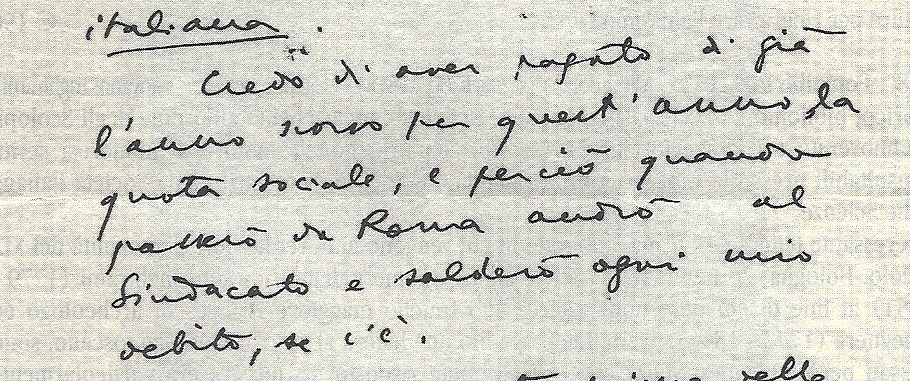 italiana.
Credo di aver pagato di già
l'anno scorso per quest'anno, la
quota sociale, e perciò quando
passerò da Roma andrò al
Sindacato e salderò ogni mio
debito, se c'è.